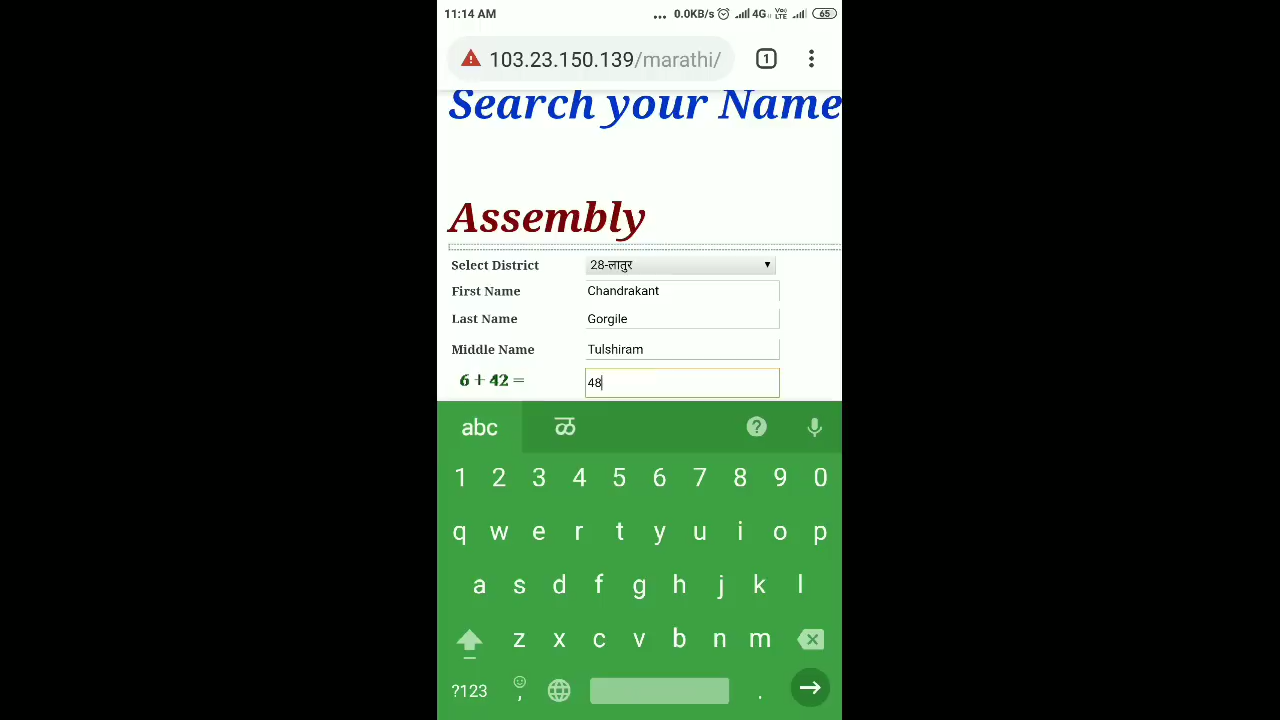 11:14 AM ... 0.0KB/s 4G Vo) LTE 65
103.23.150.139/marathi/ 1
Search your Name
Assembly
Select District 28-लातुर
First Name Chandrakant
Last Name Gorgile
Middle Name Tulshiram
6 + 42 = 48
abc ळ ?
1 2 3 4 5 6 7 8 9 0
q w e r t y u i o p
a s d f g h j k l
z x c v b n m
?123 , .